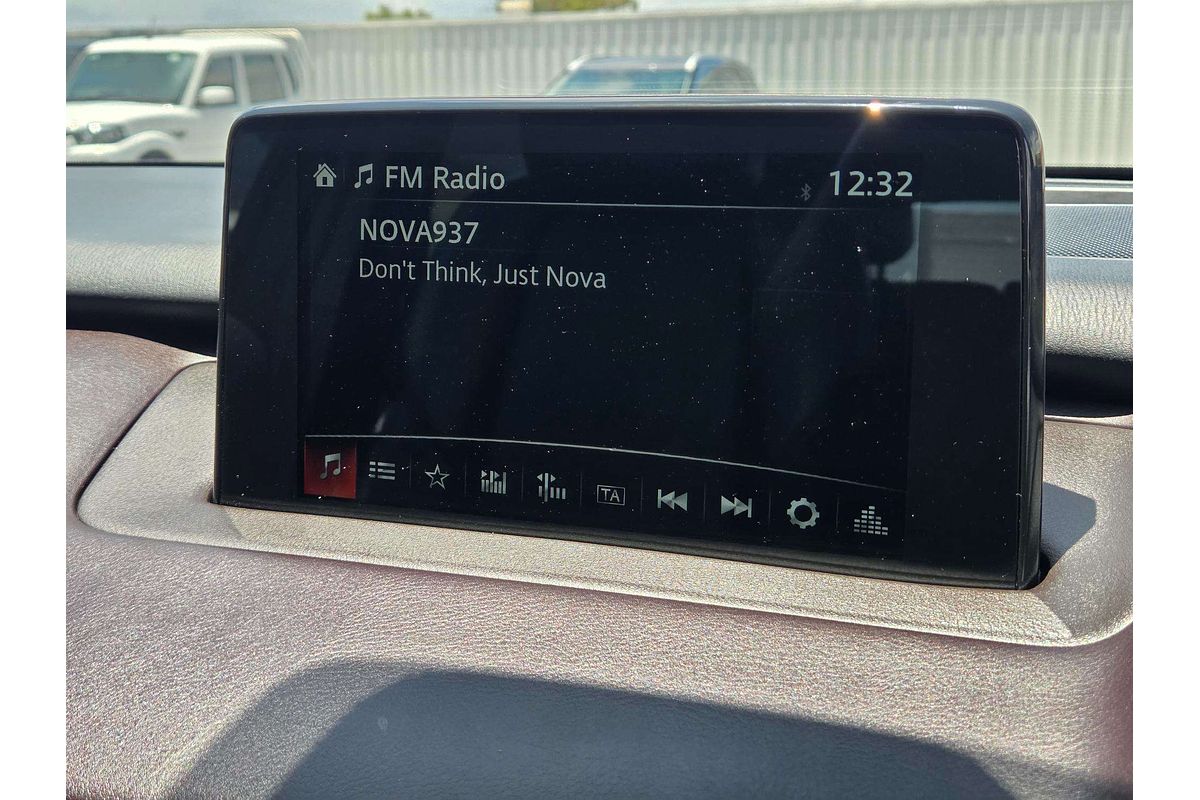 FM Radio
12:32
NOVA937
Don't Think, Just Nova
TA